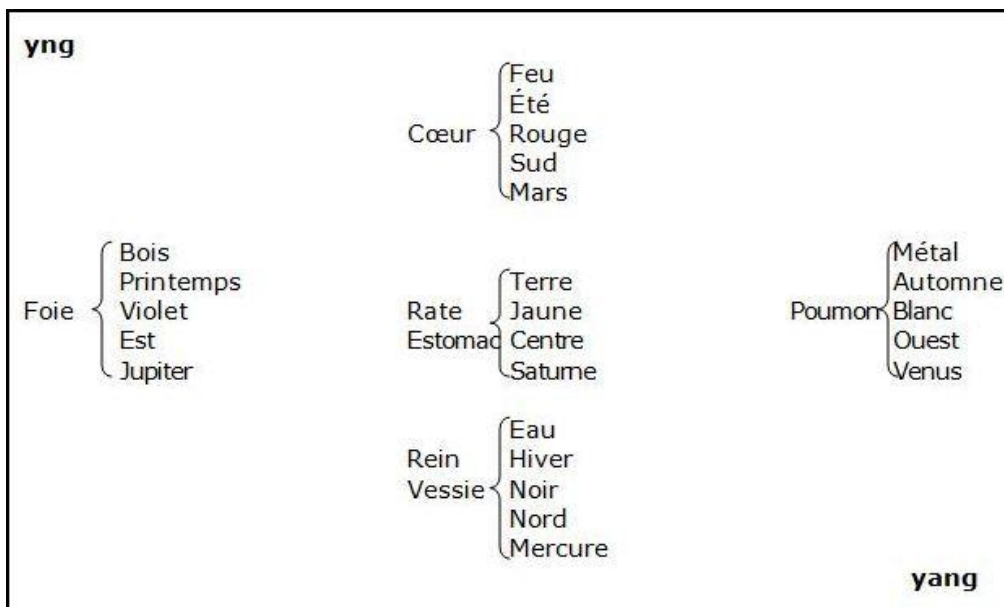 yng
Cœur
Feu
Été
Rouge
Sud
Mars
Foie
Bois
Printemps
Violet
Est
Jupiter
Rate
Estomac
Terre
Jaune
Centre
Saturne
Poumon
Métal
Automne
Blanc
Ouest
Venus
Rein
Vessie
Eau
Hiver
Noir
Nord
Mercure
yang